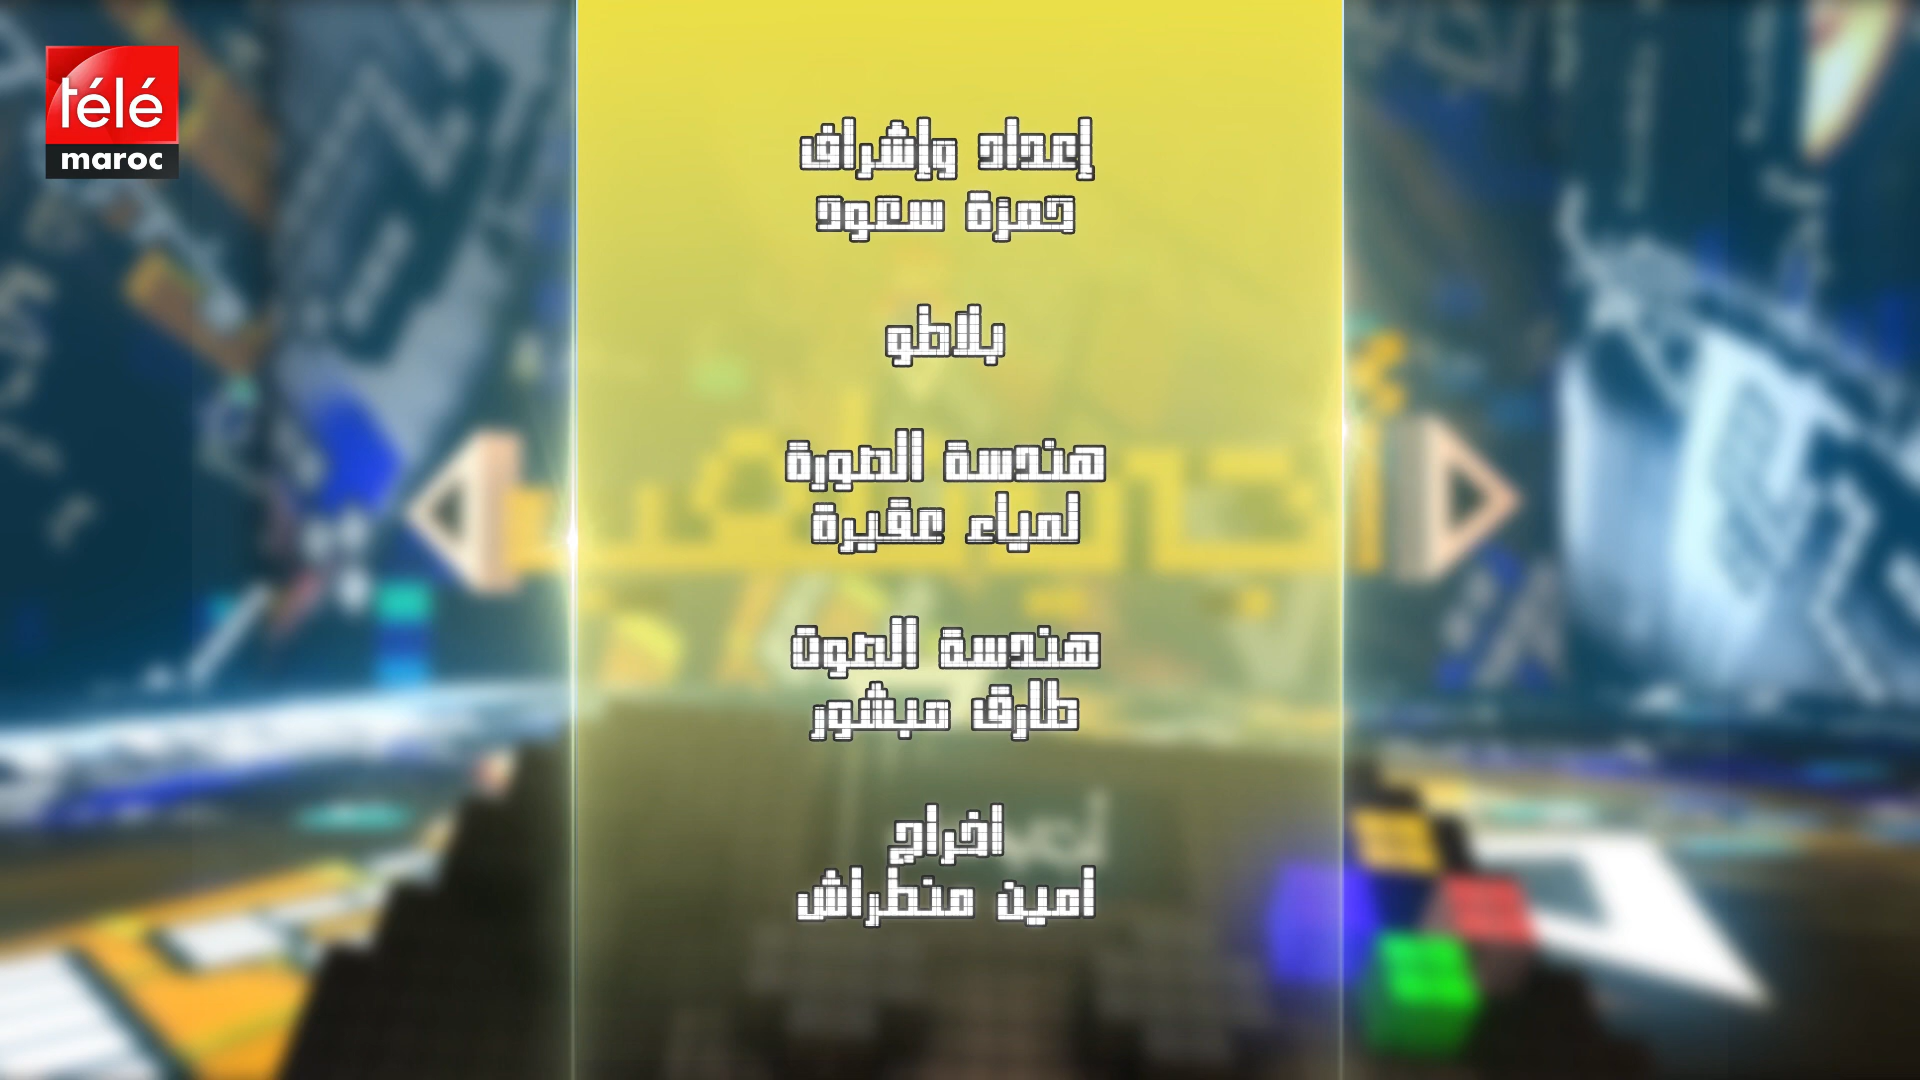 télé
maroc
إعداد وإشراف
حمزة سعود
بلاطو
هندسة الصورة
لمياء عقيرة
هندسة الصوت
طارق مبشور
اخراج
امين منطراش